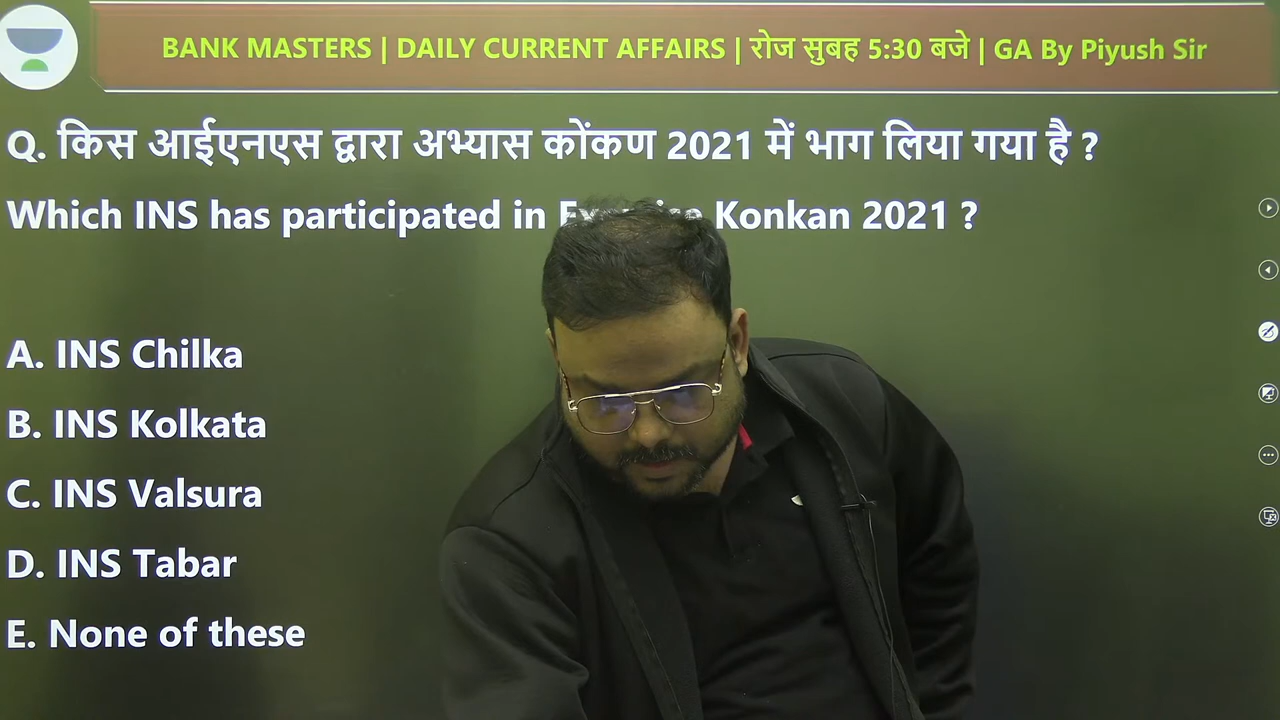 BANK MASTERS | DAILY CURRENT AFFAIRS | रोज सुबह 5:30 बजे | GA By Piyush Sir
Q. किस आईएनएस द्वारा अभ्यास कोंकण 2021 में भाग लिया गया है ?
Which INS has participated in Konkan 2021 ?
A. INS Chilka
B. INS Kolkata
C. INS Valsura
D. INS Tabar
E. None of these